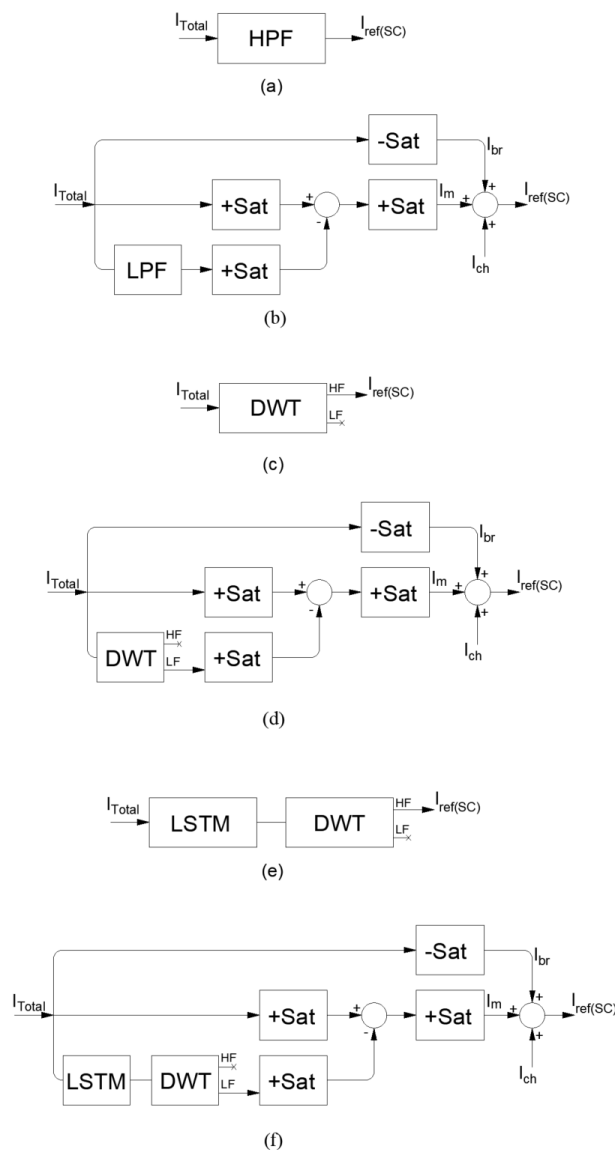 I_Total HPF I_ref(SC)
(a)
-Sat
I_br
I_Total +Sat + - +Sat I_m + + + I_ref(SC)
LPF +Sat
I_ch
(b)
I_Total DWT HF I_ref(SC)
LF
(c)
-Sat
I_br
I_Total +Sat + - +Sat I_m + + + I_ref(SC)
DWT HF LF +Sat
I_ch
(d)
I_Total LSTM DWT HF I_ref(SC)
LF
(e)
-Sat
I_br
I_Total +Sat + - +Sat I_m + + + I_ref(SC)
LSTM DWT HF LF +Sat
I_ch
(f)